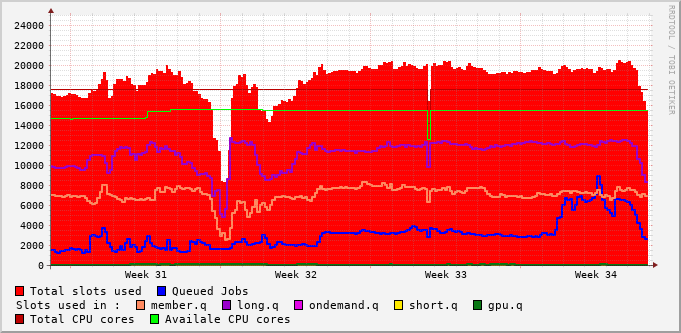 RRDTOOL / TOBI OETIKER
24000
22000
20000
18000
16000
14000
12000
10000
8000
6000
4000
2000
0
Week 31 Week 32 Week 33 Week 34
Total slots used Queued Jobs
Slots used in : member.q long.q ondemand.q short.q gpu.q
Total CPU cores Availale CPU cores